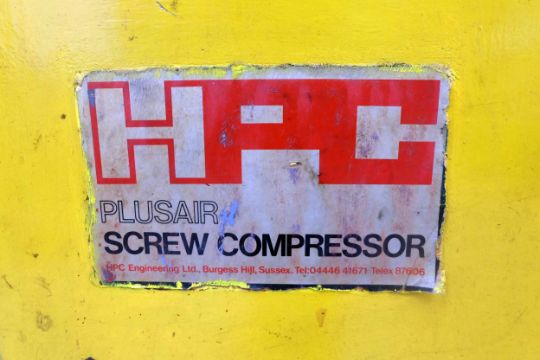 HPC
PLUSAIR
SCREW COMPRESSOR
HPC Engineering Ltd., Burgess Hill, Sussex. Tel:04446 41671 Telex 87606